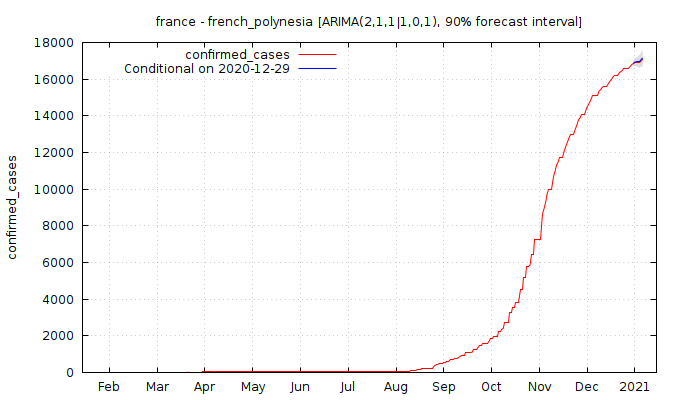 france - french_polynesia [ARIMA(2,1,1|1,0,1), 90% forecast interval]
confirmed_cases
Conditional on 2020-12-29
confirmed_cases
18000
16000
14000
12000
10000
8000
6000
4000
2000
0
Feb Mar Apr May Jun Jul Aug Sep Oct Nov Dec 2021